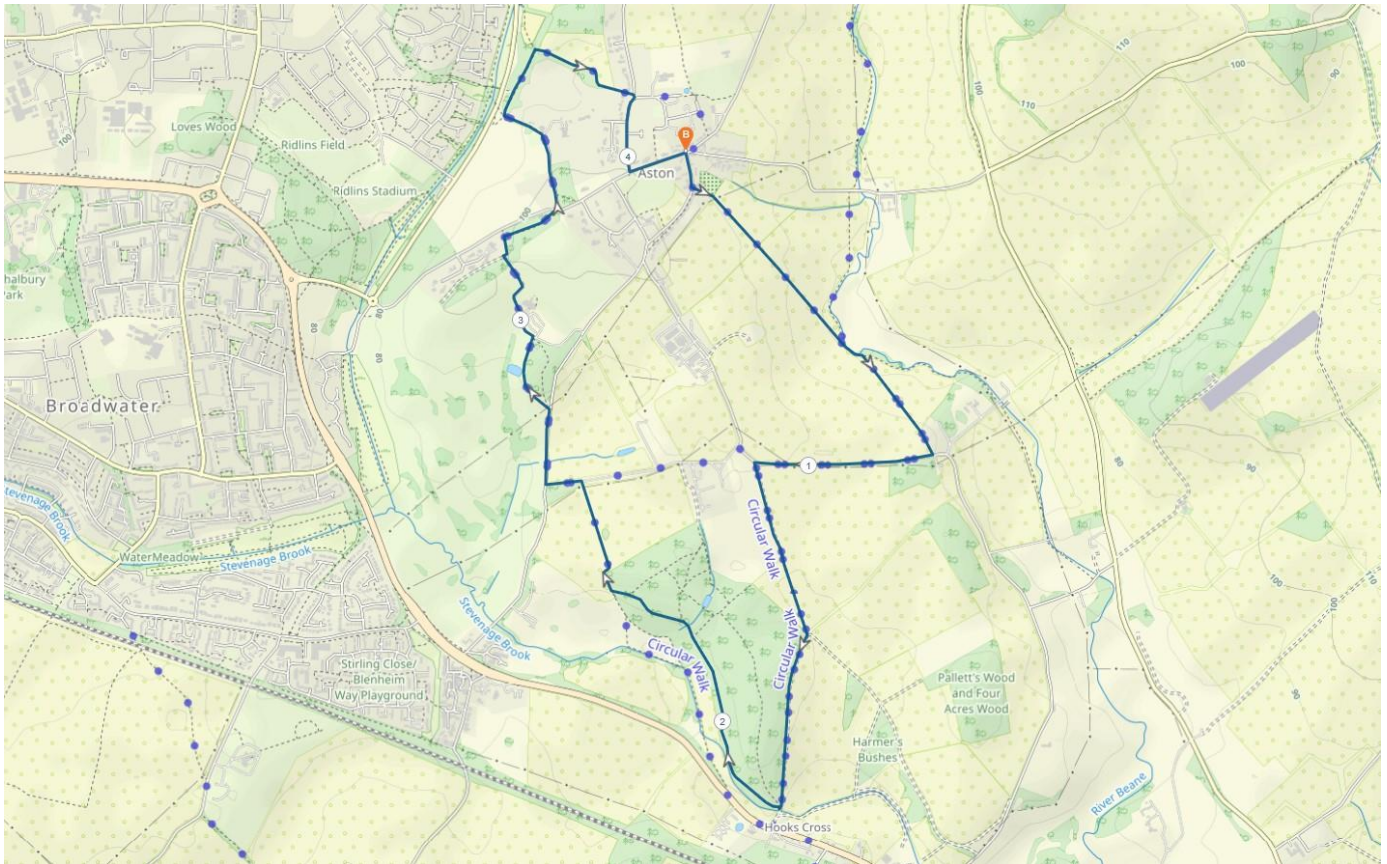 110
100
90
100
Loves Wood
Ridlins Field
110
B
4
Aston
Ridlins Stadium
100
80
80
80
3
Broadwater
1
80
Stevenage Brook
Circular Walk
WaterMeadow
Stevenage Brook
100
110
100
Stevenage Brook
Circular Walk
Circular Walk
Stirling Close/
Blenheim
Way Playground
Pallett's Wood
and Four
Acres Wood
90
2
Harmer's
Bushes
River Beane
Hooks Cross